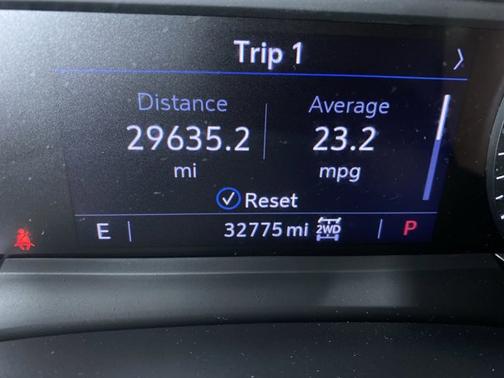 Trip 1
Distance Average
29635.2 23.2
mi mpg
Reset
E 32775 mi 2WD P